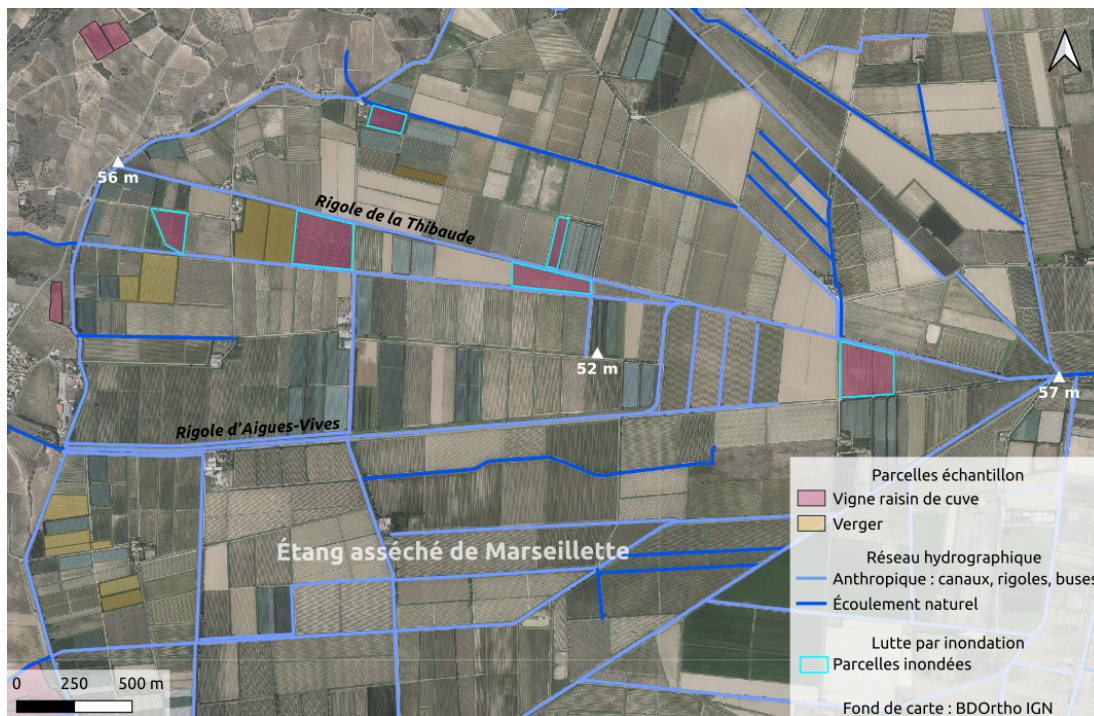 56 m
Rigole de la Thibaude
52 m
57 m
Rigole d'Aigues-Vives
Étang asséché de Marseillette
Parcelles échantillon
Vigne raisin de cuve
Verger
Réseau hydrographique
Anthropique : canaux, rigoles, buses
Écoulement naturel
Lutte par inondation
Parcelles inondées
Fond de carte : BDOrtho IGN
0 250 500 m